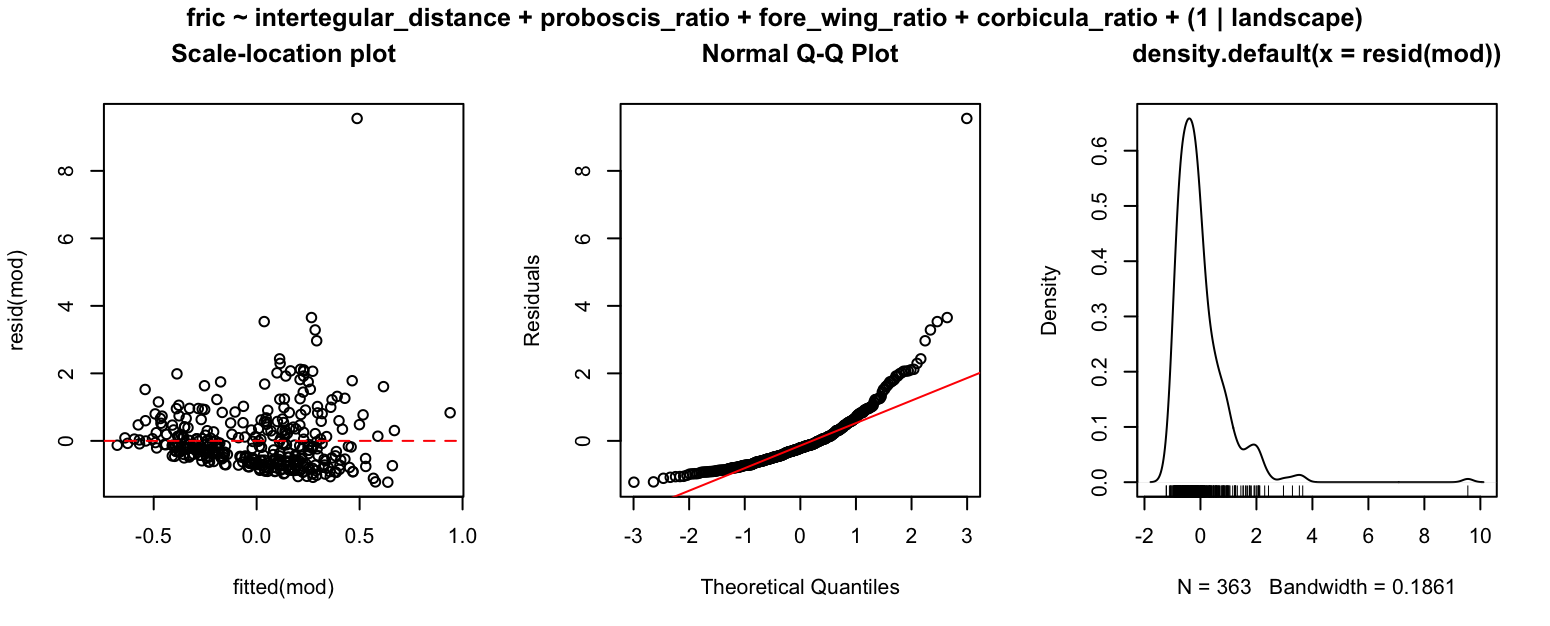 fric ~ intertegular_distance + proboscis_ratio + fore_wing_ratio + corbicula_ratio + (1 | landscape)
Scale-location plot
resid(mod)
8
6
4
2
0
-0.5 0.0 0.5 1.0
fitted(mod)
Normal Q-Q Plot
Residuals
8
6
4
2
0
-3 -2 -1 0 1 2 3
Theoretical Quantiles
density.default(x = resid(mod))
Density
0.6
0.5
0.4
0.3
0.2
0.1
0.0
-2 0 2 4 6 8 10
N = 363 Bandwidth = 0.1861